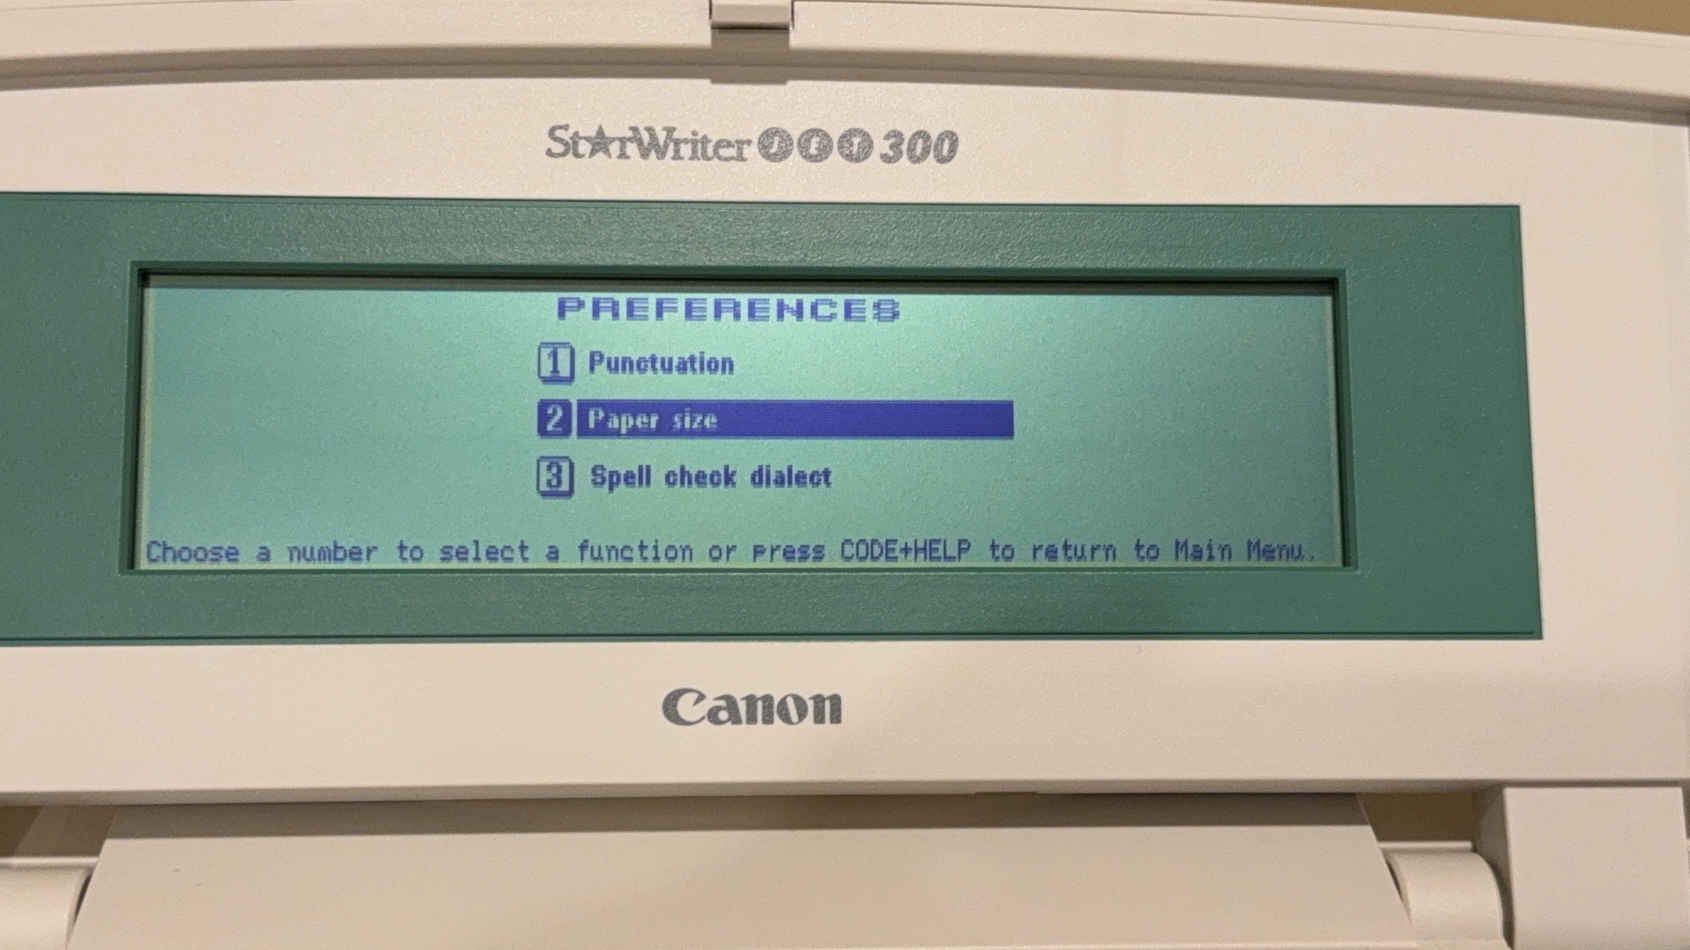 StarWriter JET 300
PREFERENCES
1 Punctuation
2 Paper size
3 Spell check dialect
Choose a number to select a function or press CODE+HELP to return to Main Menu.
Canon